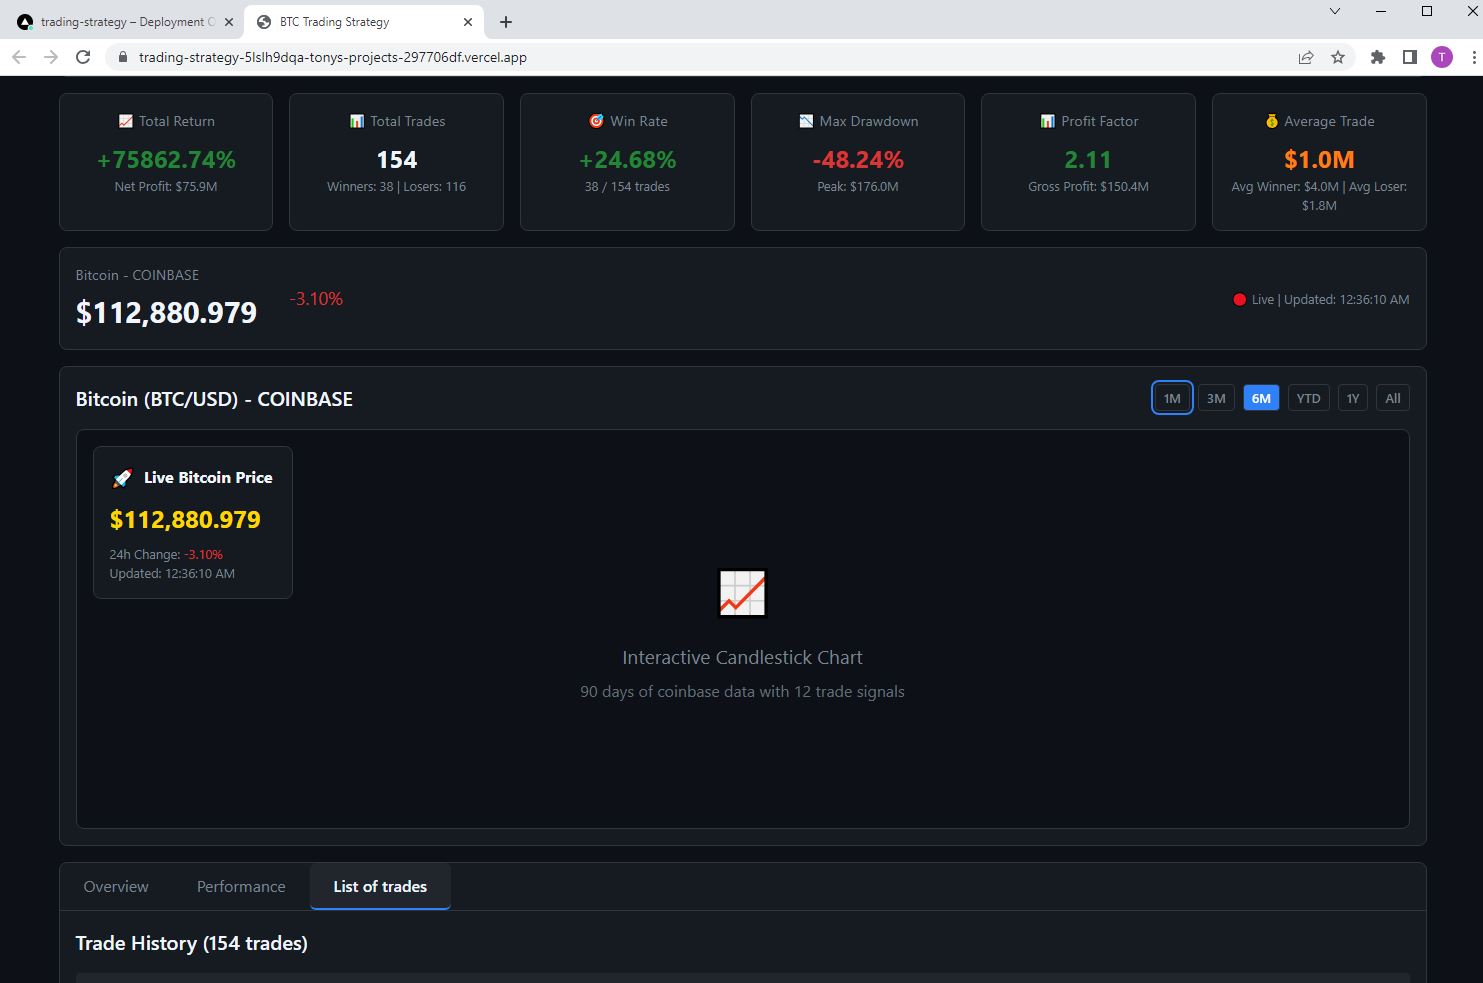 trading-strategy – Deployment
BTC Trading Strategy
trading-strategy-5lslh9dqa-tonys-projects-297706df.vercel.app
T
Total Return
+75862.74%
Net Profit: $75.9M
Total Trades
154
Winners: 38 | Losers: 116
Win Rate
+24.68%
38 / 154 trades
Max Drawdown
-48.24%
Peak: $176.0M
Profit Factor
2.11
Gross Profit: $150.4M
Average Trade
$1.0M
Avg Winner: $4.0M | Avg Loser:
$1.8M
Bitcoin - COINBASE
$112,880.979
-3.10%
Live | Updated: 12:36:10 AM
Bitcoin (BTC/USD) - COINBASE
1M 3M 6M YTD 1Y All
Live Bitcoin Price
$112,880.979
24h Change: -3.10%
Updated: 12:36:10 AM
Interactive Candlestick Chart
90 days of coinbase data with 12 trade signals
Overview Performance List of trades
Trade History (154 trades)